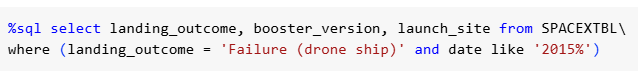 %sql select landing_outcome, booster_version, launch_site from SPACEXTBL\
where (landing_outcome = 'Failure (drone ship)' and date like '2015%')